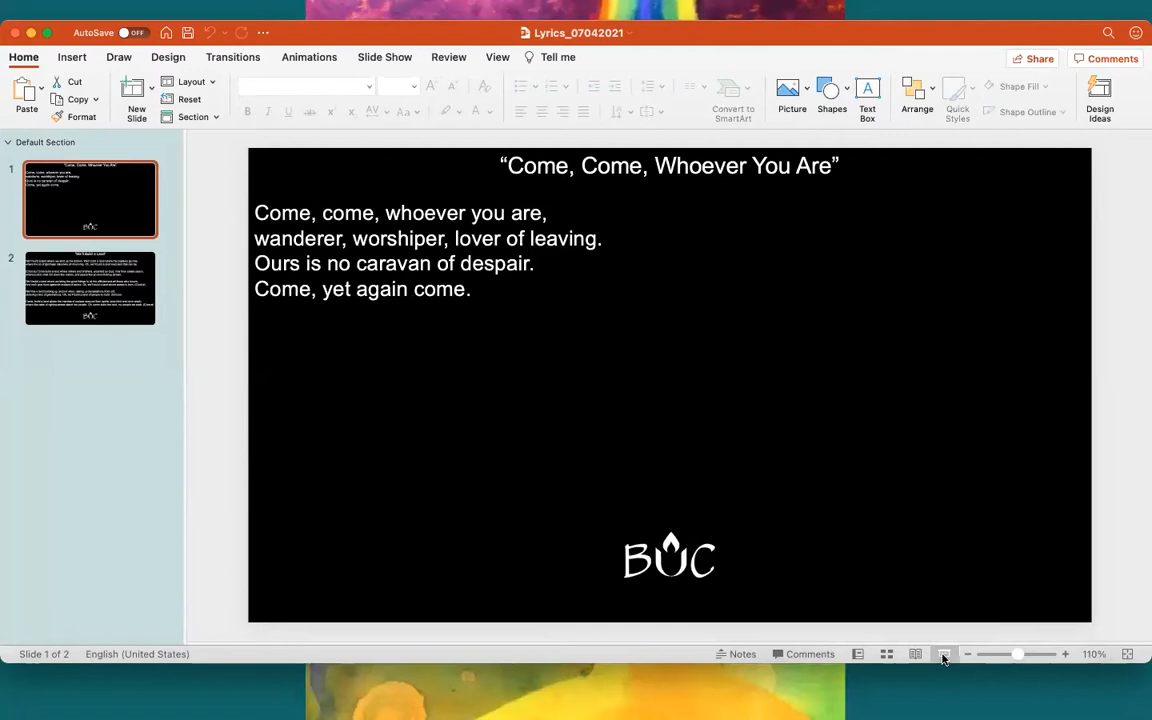 AutoSave OFF
Lyrics_07042021
Home Insert Draw Design Transitions Animations Slide Show Review View Tell me
Share Comments
Paste
Cut
Copy
Format
New Slide
Layout
Reset
Section
Convert to SmartArt
Picture
Shapes
Text Box
Arrange
Quick Styles
Shape Fill
Shape Outline
Design Ideas
Default Section
1
2
“Come, Come, Whoever You Are”
Come, come, whoever you are,
wanderer, worshiper, lover of leaving.
Ours is no caravan of despair.
Come, yet again come.
BUC
Slide 1 of 2 English (United States)
Notes Comments 110%